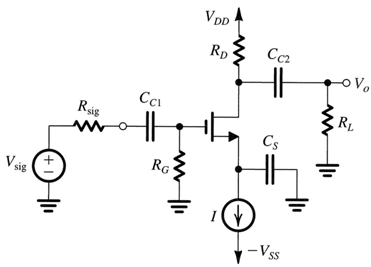 V_DD
R_D
C_C2
V_o
R_sig
C_C1
R_L
V_sig
+
−
R_G
C_S
I
−V_SS